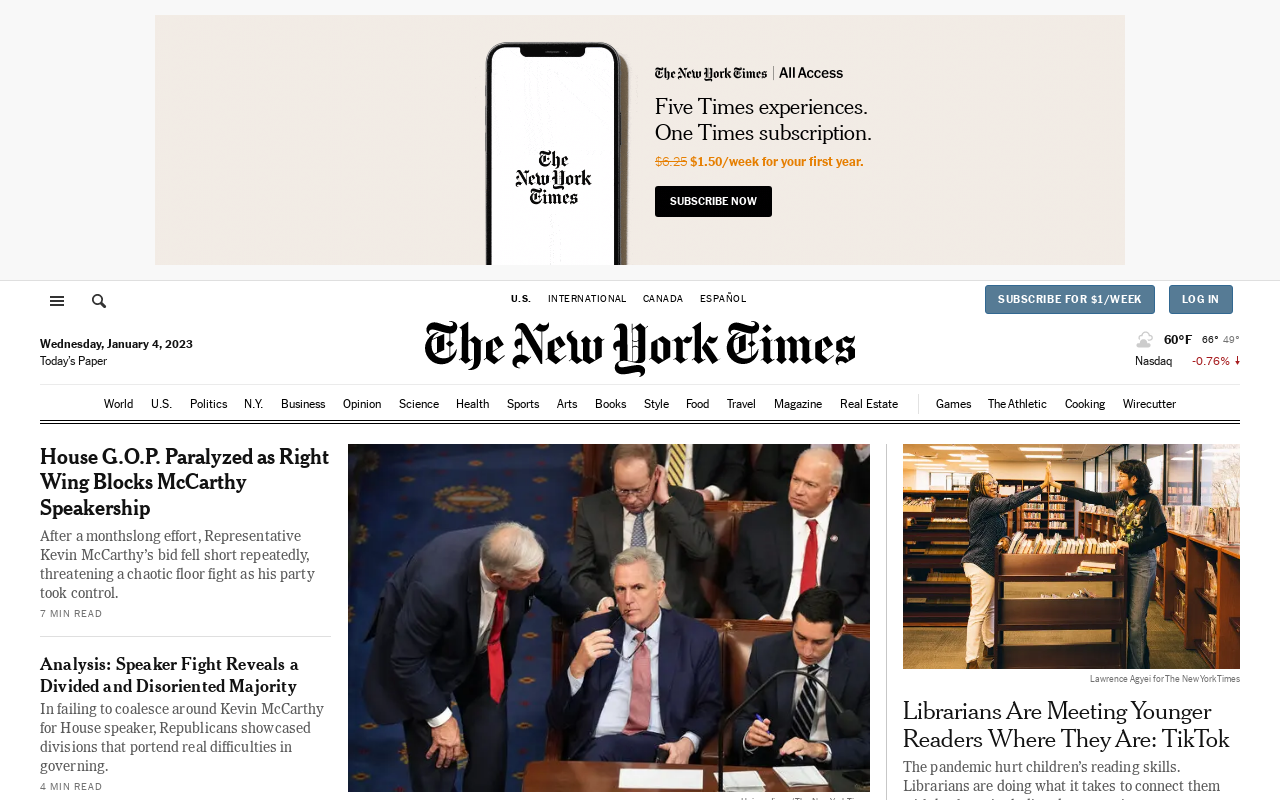 The New York Times | All Access
Five Times experiences.
One Times subscription.
$6.25 $1.50/week for your first year.
SUBSCRIBE NOW
The
New York
Times
U.S. INTERNATIONAL CANADA ESPAÑOL
SUBSCRIBE FOR $1/WEEK LOG IN
The New York Times
Wednesday, January 4, 2023
Today's Paper
60°F 66° 49°
Nasdaq -0.76% ↓
World U.S. Politics N.Y. Business Opinion Science Health Sports Arts Books Style Food Travel Magazine Real Estate Games The Athletic Cooking Wirecutter
House G.O.P. Paralyzed as Right
Wing Blocks McCarthy
Speakership
After a monthslong effort, Representative
Kevin McCarthy's bid fell short repeatedly,
threatening a chaotic floor fight as his party
took control.
7 MIN READ
Analysis: Speaker Fight Reveals a
Divided and Disoriented Majority
In failing to coalesce around Kevin McCarthy
for House speaker, Republicans showcased
divisions that portend real difficulties in
governing.
4 MIN READ
Lawrence Agyei for The New York Times
Librarians Are Meeting Younger
Readers Where They Are: TikTok
The pandemic hurt children's reading skills.
Librarians are doing what it takes to connect them